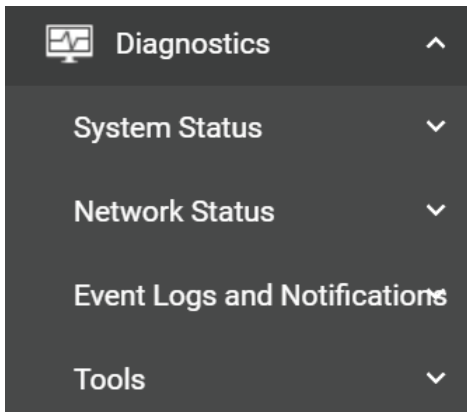 Diagnostics
System Status
Network Status
Event Logs and Notifications
Tools